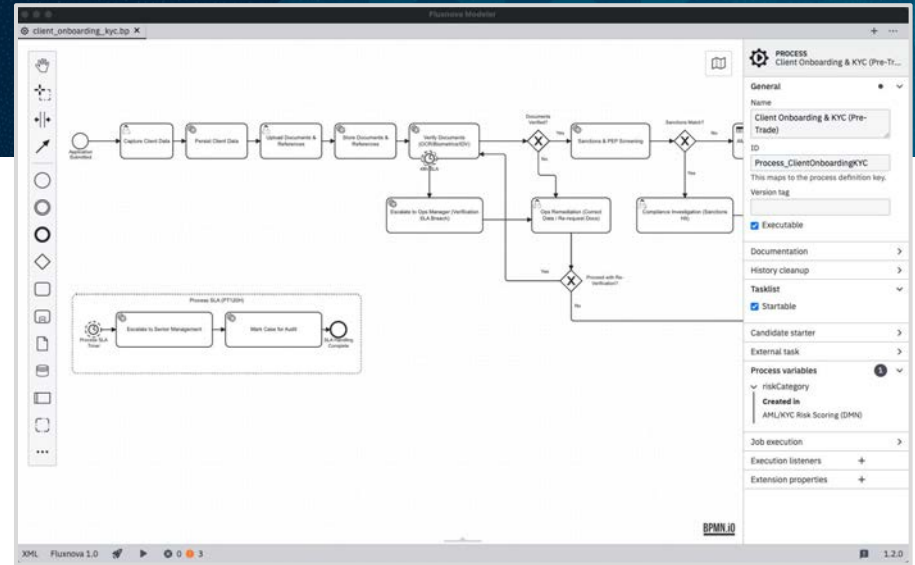 Fluxnova Modeler
client_onboarding_kyc.bp
Application
Submitted
Capture Client Data
Persist Client Data
Upload Documents &
References
Store Documents &
References
Verify Documents
(OCR/Biometrics/IDV)
Documents
Verified?
Yes
No
Sanctions & PEP Screening
Sanctions Match?
No
Yes
Escalate to Ops Manager (Verification
SLA Breach)
Ops Remediation (Correct
Data / Re-request Docs)
Compliance Investigation (Sanctions
Hit)
Yes
Proceed with Re-
Verification?
No
Process SLA (PT120H)
Process SLA
Timer
Escalate to Senior Management
Mark Case for Audit
SLA Handling
Complete
BPMN.iO
PROCESS
Client Onboarding & KYC (Pre-Tr...
General
Name
Client Onboarding & KYC (Pre-
Trade)
ID
Process_ClientOnboardingKYC
This maps to the process definition key.
Version tag
Executable
Documentation
History cleanup
Tasklist
Startable
Candidate starter
External task
Process variables
1
riskCategory
Created in
AML/KYC Risk Scoring (DMN)
Job execution
Execution listeners
Extension properties
XML Fluxnova 1.0 0 3
1.2.0